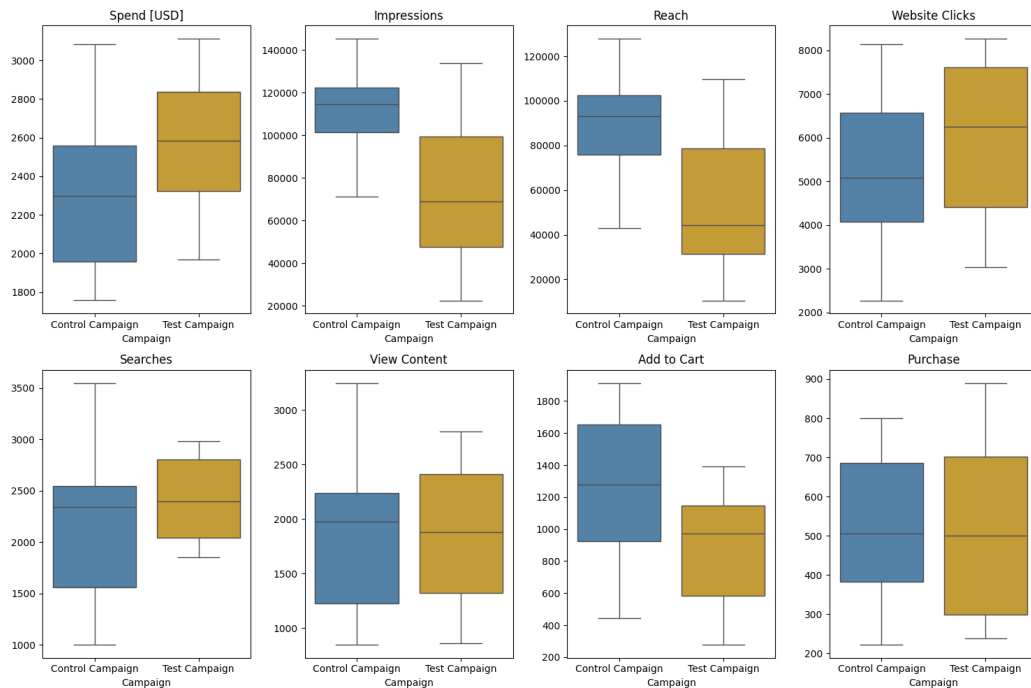 Spend [USD]
3000
2800
2600
2400
2200
2000
1800
Control Campaign
Test Campaign
Campaign
Impressions
140000
120000
100000
80000
60000
40000
20000
Control Campaign
Test Campaign
Campaign
Reach
120000
100000
80000
60000
40000
20000
Control Campaign
Test Campaign
Campaign
Website Clicks
8000
7000
6000
5000
4000
3000
2000
Control Campaign
Test Campaign
Campaign
Searches
3500
3000
2500
2000
1500
1000
Control Campaign
Test Campaign
Campaign
View Content
3000
2500
2000
1500
1000
Control Campaign
Test Campaign
Campaign
Add to Cart
1800
1600
1400
1200
1000
800
600
400
200
Control Campaign
Test Campaign
Campaign
Purchase
900
800
700
600
500
400
300
200
Control Campaign
Test Campaign
Campaign